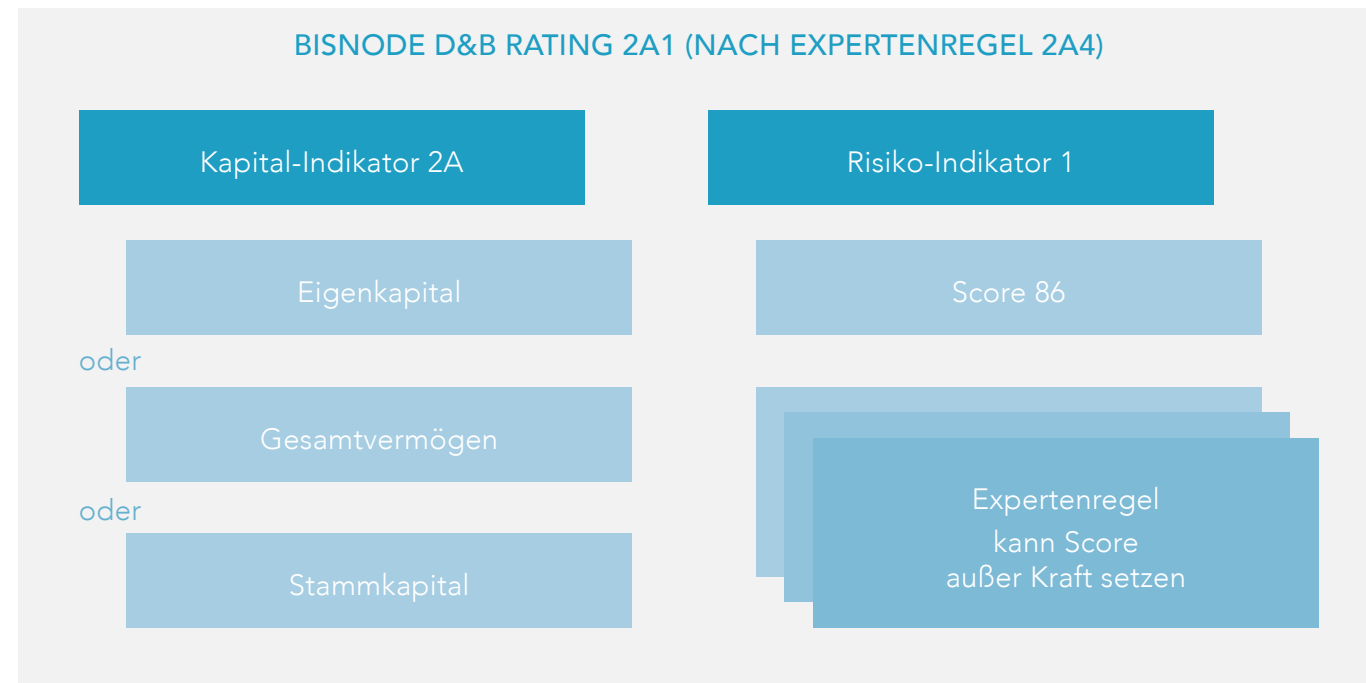 BISNODE D&B RATING 2A1 (NACH EXPERTENREGEL 2A4)
Kapital-Indikator 2A
Eigenkapital
oder
Gesamtvermögen
oder
Stammkapital
Risiko-Indikator 1
Score 86
Expertenregel
kann Score
außer Kraft setzen